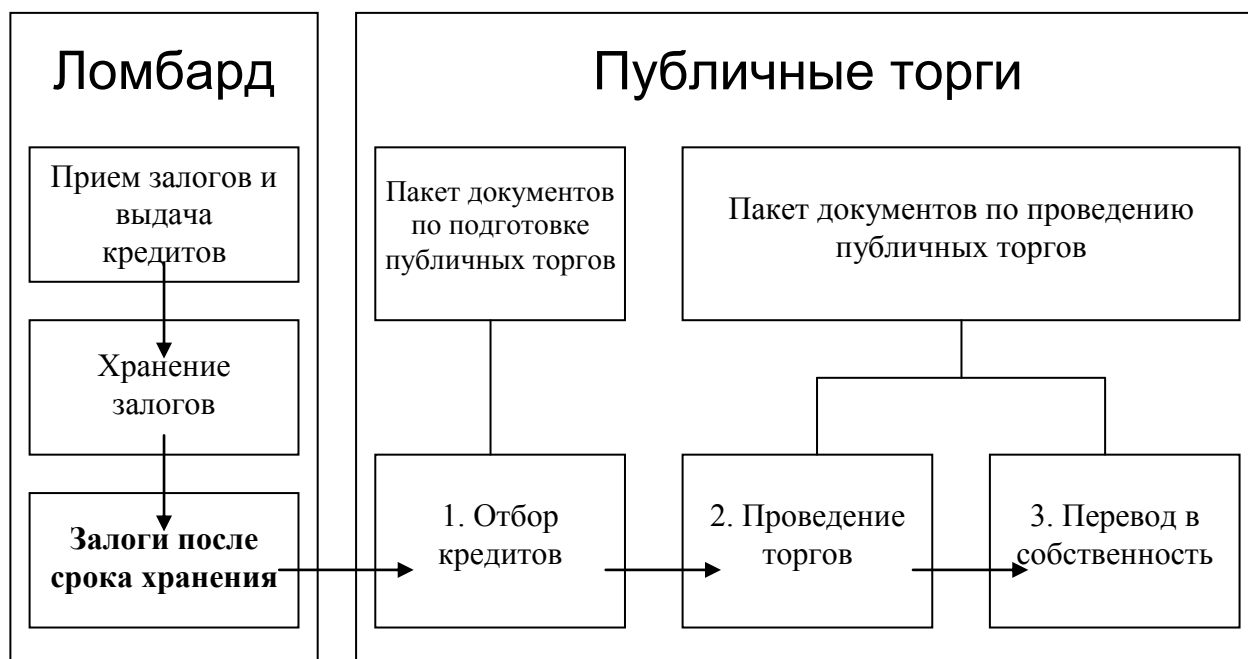 Ломбард
Прием залогов и
выдача
кредитов
Хранение
залогов
Залоги после
срока хранения
Публичные торги
Пакет документов
по подготовке
публичных торгов
Пакет документов по проведению
публичных торгов
1. Отбор
кредитов
2. Проведение
торгов
3. Перевод в
собственность